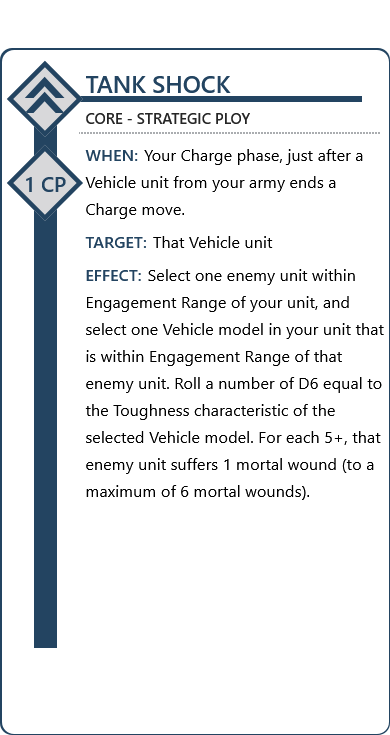 TANK SHOCK
CORE - STRATEGIC PLOY
1 CP
WHEN: Your Charge phase, just after a
Vehicle unit from your army ends a
Charge move.
TARGET: That Vehicle unit
EFFECT: Select one enemy unit within
Engagement Range of your unit, and
select one Vehicle model in your unit that
is within Engagement Range of that
enemy unit. Roll a number of D6 equal to
the Toughness characteristic of the
selected Vehicle model. For each 5+, that
enemy unit suffers 1 mortal wound (to a
maximum of 6 mortal wounds).